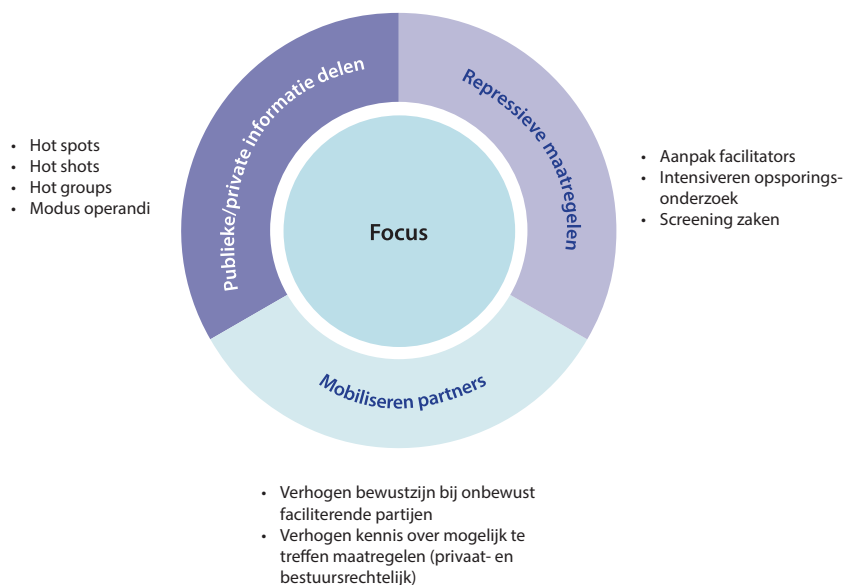 Publieke/private informatie delen
Repressieve maatregelen
• Hot spots
• Hot shots
• Hot groups
• Modus operandi
• Aanpak facilitators
• Intensiveren opsporings-
onderzoek
• Screening zaken
Focus
Mobiliseren partners
• Verhogen bewustzijn bij onbewust
faciliterende partijen
• Verhogen kennis over mogelijk te
treffen maatregelen (privaat- en
bestuursrechtelijk)